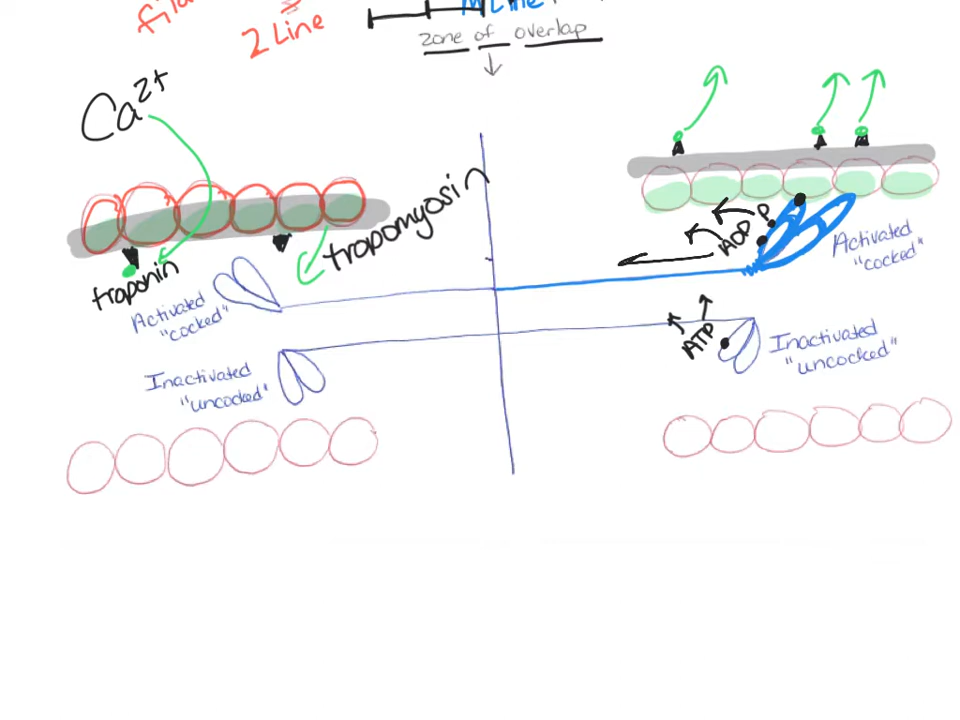 M Line
Z Line
zone of overlap
Ca2+
tropomyosin
troponin
P
ADP
Activated
"cocked"
Activated
"cocked"
ATP
Inactivated
"uncocked"
Inactivated
"uncocked"